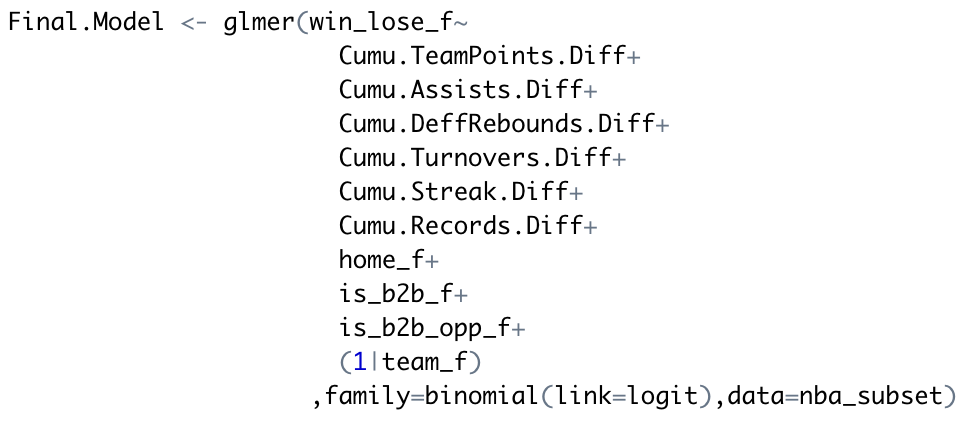 Final.Model <- glmer(win_lose_f~
Cumu.TeamPoints.Diff+
Cumu.Assists.Diff+
Cumu.DeffRebounds.Diff+
Cumu.Turnovers.Diff+
Cumu.Streak.Diff+
Cumu.Records.Diff+
home_f+
is_b2b_f+
is_b2b_opp_f+
(1|team_f)
,family=binomial(link=logit),data=nba_subset)